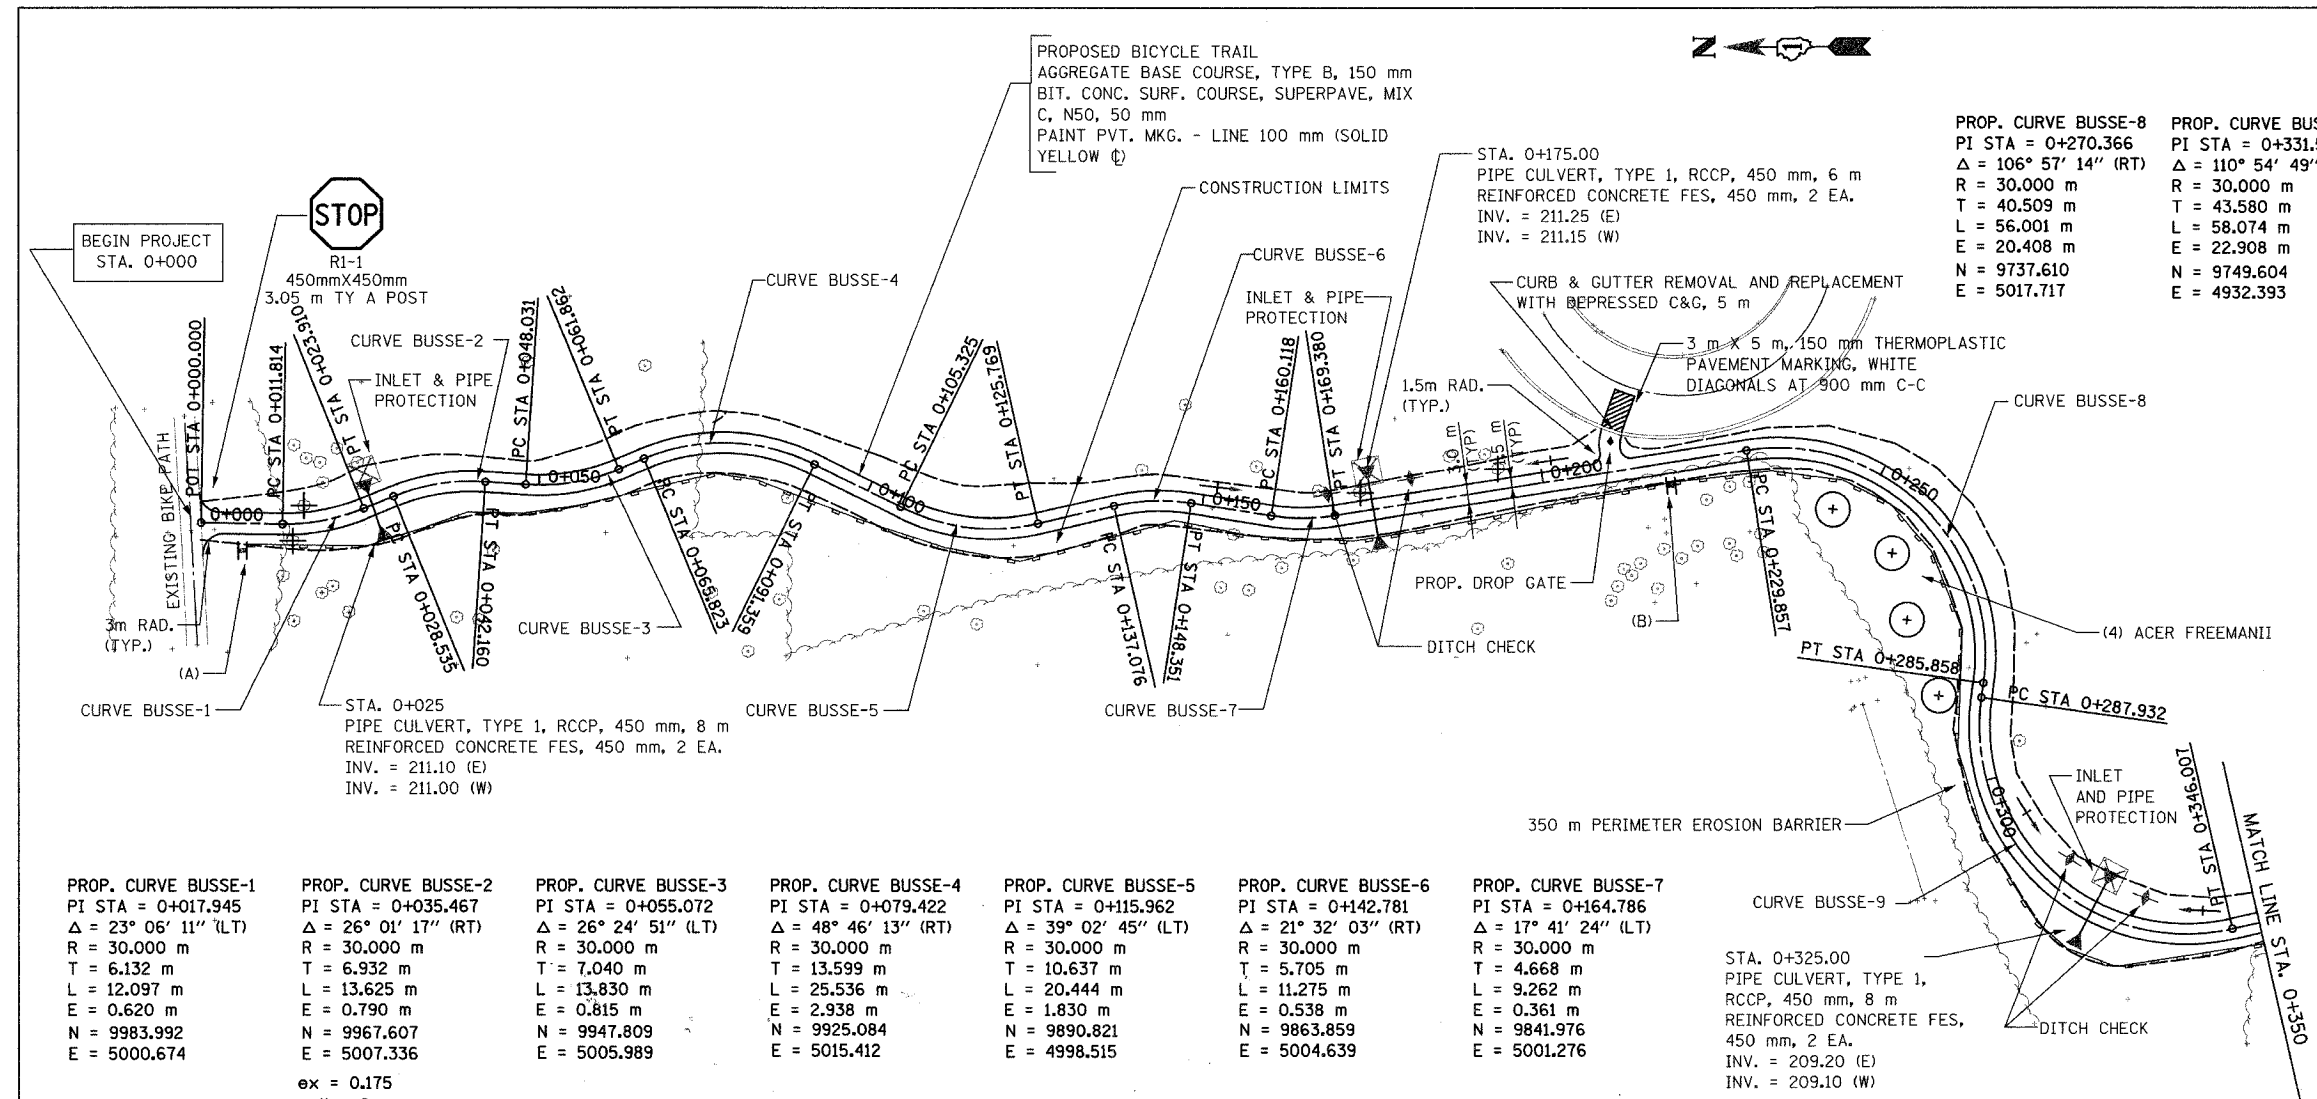 PROPOSED BICYCLE TRAIL
AGGREGATE BASE COURSE, TYPE B, 150 mm
BIT. CONC. SURF. COURSE, SUPERPAVE, MIX
C, N50, 50 mm
PAINT PVT. MKG. - LINE 100 mm (SOLID
YELLOW ℄)
N
1
PROP. CURVE BUSSE-8
PI STA = 0+270.366
Δ = 106° 57' 14" (RT)
R = 30.000 m
T = 40.509 m
L = 56.001 m
E = 20.408 m
N = 9737.610
E = 5017.717
PROP. CURVE
PI STA =
Δ = 110° 54' 49"
R = 30.000 m
T = 43.580 m
L = 58.074 m
E = 22.908 m
N = 9749.604
E = 4932.393
STA. 0+175.00
PIPE CULVERT, TYPE 1, RCCP, 450 mm, 6 m
REINFORCED CONCRETE FES, 450 mm, 2 EA.
INV. = 211.25 (E)
INV. = 211.15 (W)
CONSTRUCTION LIMITS
STOP
R1-1
450mmX450mm
3.05 m TY A POST
BEGIN PROJECT
STA. 0+000
CURVE BUSSE-4
CURVE BUSSE-6
INLET & PIPE
PROTECTION
CURB & GUTTER REMOVAL AND REPLACEMENT
WITH DEPRESSED C&G, 5 m
3 m X 5 m, 150 mm THERMOPLASTIC
PAVEMENT MARKING, WHITE
DIAGONALS AT 900 mm C-C
1.5m RAD.
(TYP.)
CURVE BUSSE-8
CURVE BUSSE-2
INLET & PIPE
PROTECTION
POT STA 0+000.000
PC STA 0+011.814
PT STA 0+023.910
PC STA 0+028.535
PT STA 0+042.160
PC STA 0+048.031
PT STA 0+061.862
PC STA 0+065.823
PT STA 0+091.359
PC STA 0+105.325
PT STA 0+125.769
PC STA 0+137.076
PT STA 0+148.351
PC STA 0+160.118
PT STA 0+169.380
3.0 m
(TYP)
(TYP)
PC STA 0+229.857
PT STA 0+285.858
PC STA 0+287.932
PT STA 0+346.007
0+000
0+050
0+100
0+150
0+200
0+250
0+300
EXISTING BIKE PATH
3m RAD.
(TYP.)
(A)
CURVE BUSSE-1
CURVE BUSSE-3
CURVE BUSSE-5
CURVE BUSSE-7
PROP. DROP GATE
(B)
DITCH CHECK
(4) ACER FREEMANII
STA. 0+025
PIPE CULVERT, TYPE 1, RCCP, 450 mm, 8 m
REINFORCED CONCRETE FES, 450 mm, 2 EA.
INV. = 211.10 (E)
INV. = 211.00 (W)
INLET
AND PIPE
PROTECTION
350 m PERIMETER EROSION BARRIER
CURVE BUSSE-9
MATCH LINE STA. 0+350
STA. 0+325.00
PIPE CULVERT, TYPE 1,
RCCP, 450 mm, 8 m
REINFORCED CONCRETE FES,
450 mm, 2 EA.
INV. = 209.20 (E)
INV. = 209.10 (W)
DITCH CHECK
PROP. CURVE BUSSE-1
PI STA = 0+017.945
Δ = 23° 06' 11" (LT)
R = 30.000 m
T = 6.132 m
L = 12.097 m
E = 0.620 m
N = 9983.992
E = 5000.674
PROP. CURVE BUSSE-2
PI STA = 0+035.467
Δ = 26° 01' 17" (RT)
R = 30.000 m
T = 6.932 m
L = 13.625 m
E = 0.790 m
N = 9967.607
E = 5007.336
ex = 0.175
PROP. CURVE BUSSE-3
PI STA = 0+055.072
Δ = 26° 24' 51" (LT)
R = 30.000 m
T = 7.040 m
L = 13.830 m
E = 0.815 m
N = 9947.809
E = 5005.989
PROP. CURVE BUSSE-4
PI STA = 0+079.422
Δ = 48° 46' 13" (RT)
R = 30.000 m
T = 13.599 m
L = 25.536 m
E = 2.938 m
N = 9925.084
E = 5015.412
PROP. CURVE BUSSE-5
PI STA = 0+115.962
Δ = 39° 02' 45" (LT)
R = 30.000 m
T = 10.637 m
L = 20.444 m
E = 1.830 m
N = 9890.821
E = 4998.515
PROP. CURVE BUSSE-6
PI STA = 0+142.781
Δ = 21° 32' 03" (RT)
R = 30.000 m
T = 5.705 m
L = 11.275 m
E = 0.538 m
N = 9863.859
E = 5004.639
PROP. CURVE BUSSE-7
PI STA = 0+164.786
Δ = 17° 41' 24" (LT)
R = 30.000 m
T = 4.668 m
L = 9.262 m
E = 0.361 m
N = 9841.976
E = 5001.276